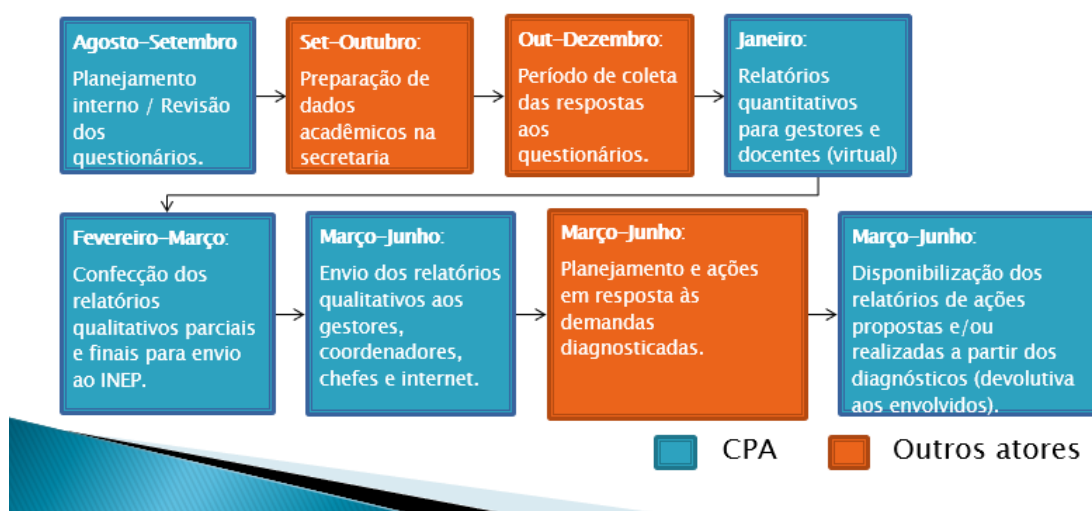 Agosto–Setembro
Planejamento
interno / Revisão
dos
questionários.
Set–Outubro:
Preparação de
dados
acadêmicos na
secretaria
Out–Dezembro:
Período de coleta
das respostas
aos
questionários.
Janeiro:
Relatórios
quantitativos
para gestores e
docentes (virtual)
Fevereiro–Março:
Confecção dos
relatórios
qualitativos parciais
e finais para envio
ao INEP.
Março–Junho:
Envio dos relatórios
qualitativos aos
gestores,
coordenadores,
chefes e internet.
Março–Junho:
Planejamento e ações
em resposta às
demandas
diagnosticadas.
Março–Junho:
Disponibilização dos
relatórios de ações
propostas e/ou
realizadas a partir dos
diagnósticos (devolutiva
aos envolvidos).
CPA
Outros atores